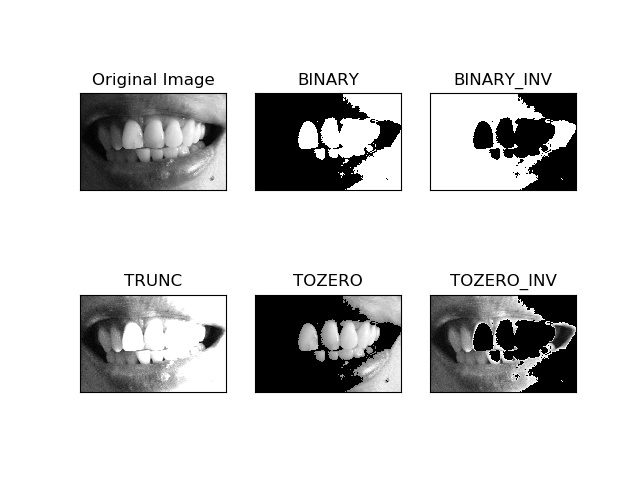 Original Image
BINARY
BINARY_INV
TRUNC
TOZERO
TOZERO_INV